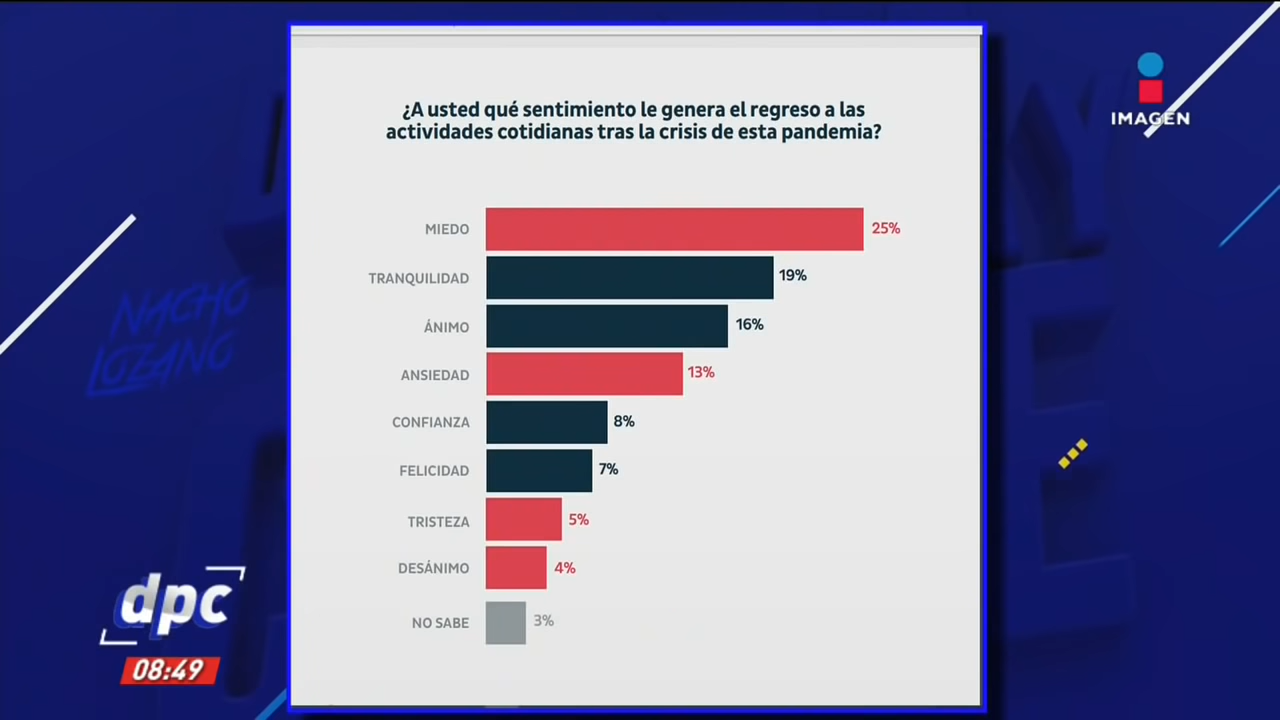 ¿A usted qué sentimiento le genera el regreso a las
actividades cotidianas tras la crisis de esta pandemia?
MIEDO 25%
TRANQUILIDAD 19%
ÁNIMO 16%
ANSIEDAD 13%
CONFIANZA 8%
FELICIDAD 7%
TRISTEZA 5%
DESÁNIMO 4%
NO SABE 3%
IMAGEN
NACHO
LOZANO
dpc
08:49